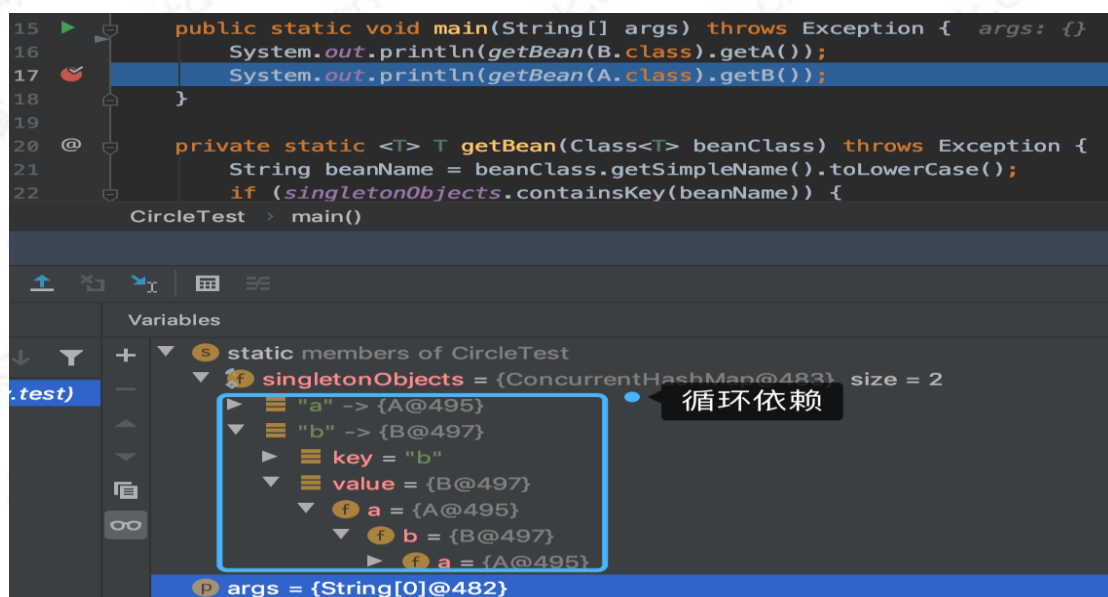 15 public static void main(String[] args) throws Exception { args: {}
16 System.out.println(getBean(B.class).getA());
17 System.out.println(getBean(A.class).getB());
18 }
19
20 @ private static <T> T getBean(Class<T> beanClass) throws Exception {
21 String beanName = beanClass.getSimpleName().toLowerCase();
22 if (singletonObjects.containsKey(beanName)) {
CircleTest › main()
Variables
static members of CircleTest
singletonObjects = {ConcurrentHashMap@483} size = 2
.test)
"a" -> {A@495}
循环依赖
"b" -> {B@497}
key = "b"
value = {B@497}
f a = {A@495}
f b = {B@497}
f a = {A@495}
p args = {String[0]@482}